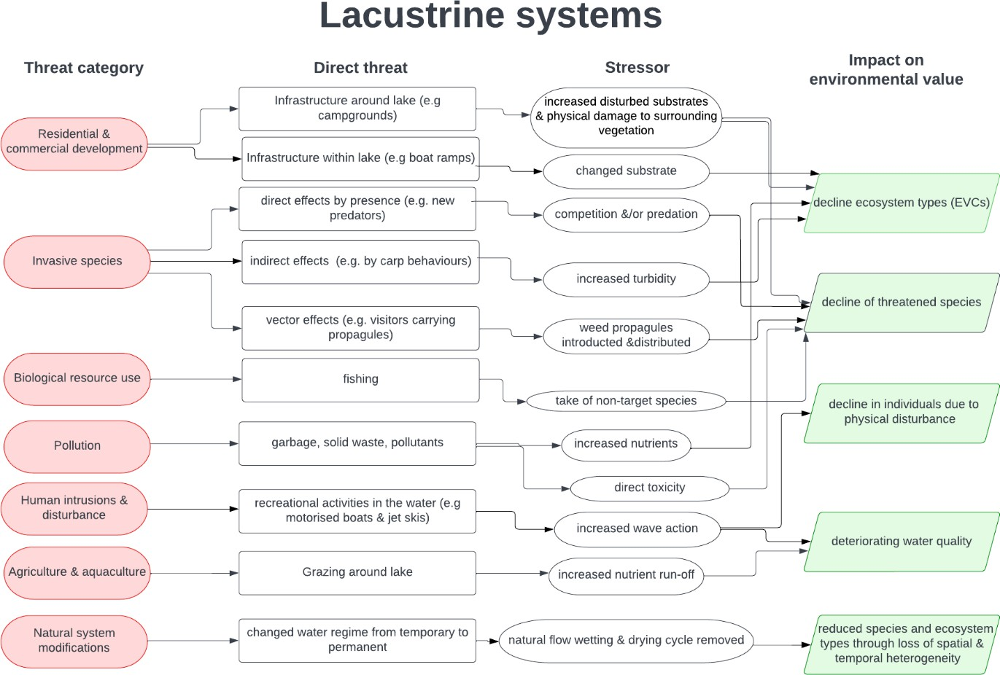 Lacustrine systems
Threat category
Direct threat
Stressor
Impact on
environmental value
Residential &
commercial development
Infrastructure around lake (e.g
campgrounds)
increased disturbed substrates
& physical damage to surrounding
vegetation
Infrastructure within lake (e.g boat ramps)
changed substrate
decline ecosystem types (EVCs)
Invasive species
direct effects by presence (e.g. new
predators)
competition &/or predation
indirect effects  (e.g. by carp behaviours)
increased turbidity
decline of threatened species
vector effects (e.g. visitors carrying
propagules)
weed propagules
introducted &distributed
Biological resource use
fishing
take of non-target species
decline in individuals due to
physical disturbance
Pollution
garbage, solid waste, pollutants
increased nutrients
direct toxicity
Human intrusions &
disturbance
recreational activities in the water (e.g
motorised boats & jet skis)
increased wave action
deteriorating water quality
Agriculture & aquaculture
Grazing around lake
increased nutrient run-off
Natural system
modifications
changed water regime from temporary to
permanent
natural flow wetting & drying cycle removed
reduced species and ecosystem
types through loss of spatial &
temporal heterogeneity